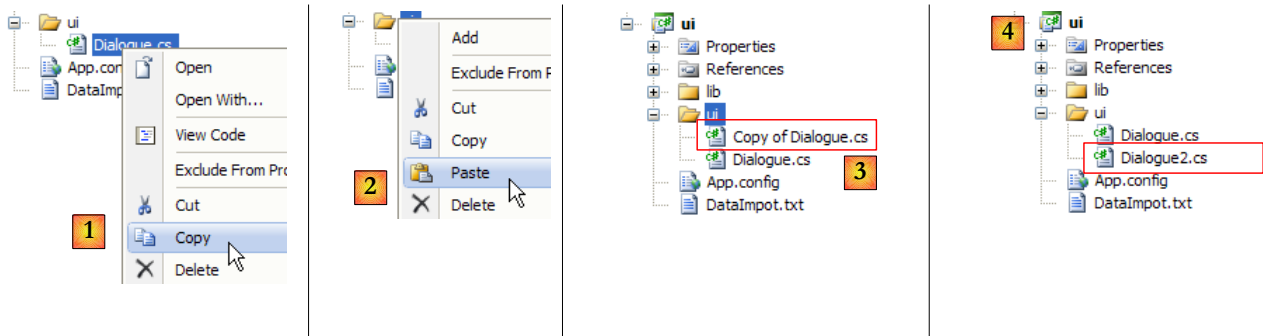 ui
Dialogue.cs
App.con
DataImp
Open
Open With...
View Code
Exclude From Pro
Cut
Copy
Delete
1
ui
Add
Exclude From P
Cut
Copy
Paste
Delete
2
ui
Properties
References
lib
ui
Copy of Dialogue.cs
Dialogue.cs
App.config
DataImpot.txt
3
4
ui
Properties
References
lib
ui
Dialogue.cs
Dialogue2.cs
App.config
DataImpot.txt